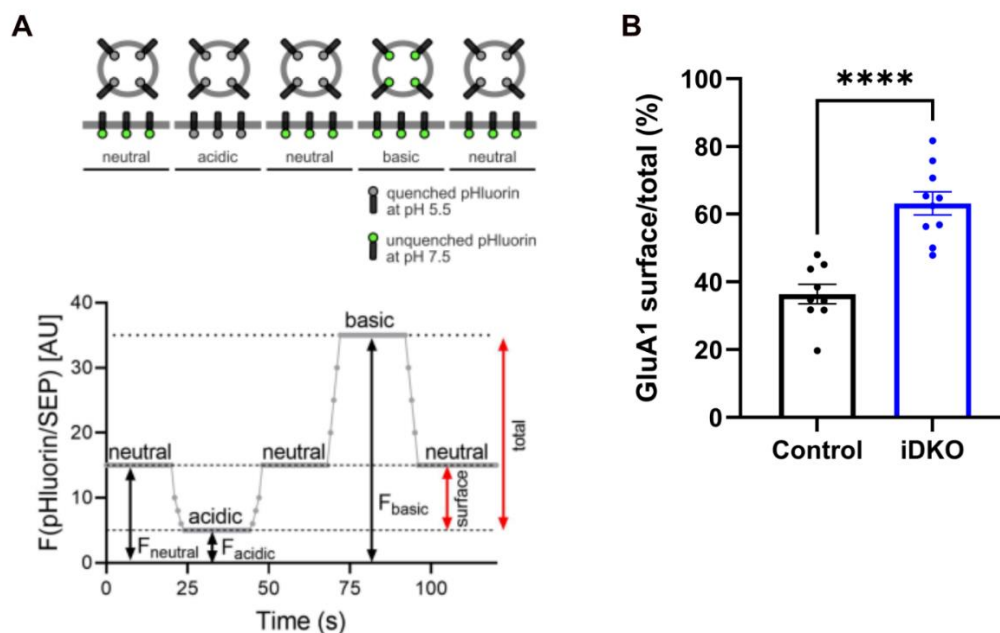 A
neutral acidic neutral basic neutral
quenched pHluorin
at pH 5.5
unquenched pHluorin
at pH 7.5
F(pHluorin/SEP) [AU]
40
30
20
10
0
basic
neutral
neutral
neutral
acidic
F_neutral
F_acidic
F_basic
surface
total
0 25 50 75 100
Time (s)
B
GluA1 surface/total (%)
100
80
60
40
20
0
****
Control iDKO